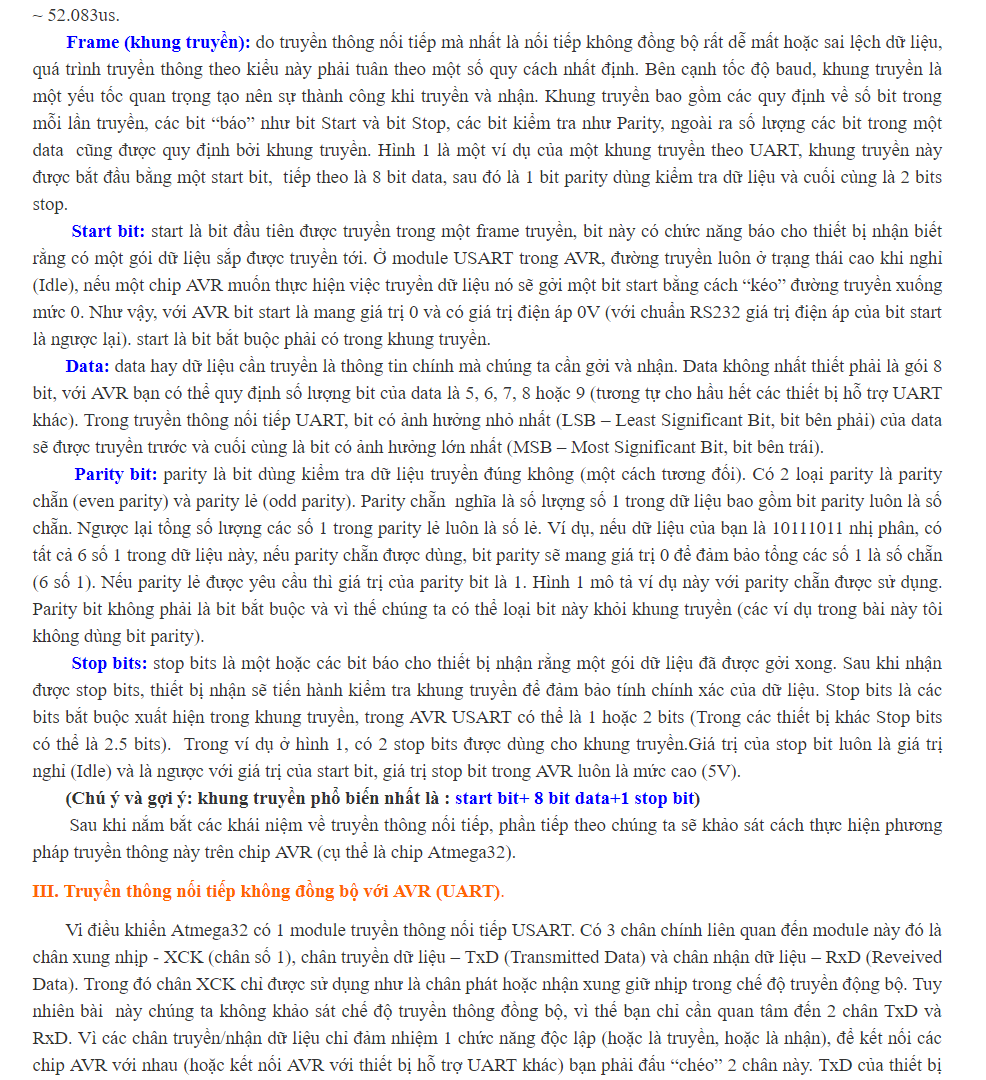 ~ 52.083us.
Frame (khung truyền): do truyền thông nối tiếp mà nhất là nối tiếp không đồng bộ rất dễ mất hoặc sai lệch dữ liệu,
quá trình truyền thông theo kiểu này phải tuân theo một số quy cách nhất định. Bên cạnh tốc độ baud, khung truyền là
một yếu tốc quan trọng tạo nên sự thành công khi truyền và nhận. Khung truyền bao gồm các quy định về số bit trong
mỗi lần truyền, các bit “báo” như bit Start và bit Stop, các bit kiểm tra như Parity, ngoài ra số lượng các bit trong một
data cũng được quy định bởi khung truyền. Hình 1 là một ví dụ của một khung truyền theo UART, khung truyền này
được bắt đầu bằng một start bit, tiếp theo là 8 bit data, sau đó là 1 bit parity dùng kiểm tra dữ liệu và cuối cùng là 2 bits
stop.
Start bit: start là bit đầu tiên được truyền trong một frame truyền, bit này có chức năng báo cho thiết bị nhận biết
rằng có một gói dữ liệu sắp được truyền tới. Ở module USART trong AVR, đường truyền luôn ở trạng thái cao khi nghỉ
(Idle), nếu một chip AVR muốn thực hiện việc truyền dữ liệu nó sẽ gởi một bit start bằng cách “kéo” đường truyền xuống
mức 0. Như vậy, với AVR bit start là mang giá trị 0 và có giá trị điện áp 0V (với chuẩn RS232 giá trị điện áp của bit start
là ngược lại). start là bit bắt buộc phải có trong khung truyền.
Data: data hay dữ liệu cần truyền là thông tin chính mà chúng ta cần gởi và nhận. Data không nhất thiết phải là gói 8
bit, với AVR bạn có thể quy định số lượng bit của data là 5, 6, 7, 8 hoặc 9 (tương tự cho hầu hết các thiết bị hỗ trợ UART
khác). Trong truyền thông nối tiếp UART, bit có ảnh hưởng nhỏ nhất (LSB – Least Significant Bit, bit bên phải) của data
sẽ được truyền trước và cuối cùng là bit có ảnh hưởng lớn nhất (MSB – Most Significant Bit, bit bên trái).
Parity bit: parity là bit dùng kiểm tra dữ liệu truyền đúng không (một cách tương đối). Có 2 loại parity là parity
chẵn (even parity) và parity lẻ (odd parity). Parity chẵn nghĩa là số lượng số 1 trong dữ liệu bao gồm bit parity luôn là số
chẵn. Ngược lại tổng số lượng các số 1 trong parity lẻ luôn là số lẻ. Ví dụ, nếu dữ liệu của bạn là 10111011 nhị phân, có
tất cả 6 số 1 trong dữ liệu này, nếu parity chẵn được dùng, bit parity sẽ mang giá trị 0 để đảm bảo tổng các số 1 là số chẵn
(6 số 1). Nếu parity lẻ được yêu cầu thì giá trị của parity bit là 1. Hình 1 mô tả ví dụ này với parity chẵn được sử dụng.
Parity bit không phải là bit bắt buộc và vì thế chúng ta có thể loại bit này khỏi khung truyền (các ví dụ trong bài này tôi
không dùng bit parity).
Stop bits: stop bits là một hoặc các bit báo cho thiết bị nhận rằng một gói dữ liệu đã được gởi xong. Sau khi nhận
được stop bits, thiết bị nhận sẽ tiến hành kiểm tra khung truyền để đảm bảo tính chính xác của dữ liệu. Stop bits là các
bits bắt buộc xuất hiện trong khung truyền, trong AVR USART có thể là 1 hoặc 2 bits (Trong các thiết bị khác Stop bits
có thể là 2.5 bits). Trong ví dụ ở hình 1, có 2 stop bits được dùng cho khung truyền.Giá trị của stop bit luôn là giá trị
nghỉ (Idle) và là ngược với giá trị của start bit, giá trị stop bit trong AVR luôn là mức cao (5V).
(Chú ý và gợi ý: khung truyền phổ biến nhất là : start bit+ 8 bit data+1 stop bit)
Sau khi nắm bắt các khái niệm về truyền thông nối tiếp, phần tiếp theo chúng ta sẽ khảo sát cách thực hiện phương
pháp truyền thông này trên chip AVR (cụ thể là chip Atmega32).
III. Truyền thông nối tiếp không đồng bộ với AVR (UART).
Vi điều khiển Atmega32 có 1 module truyền thông nối tiếp USART. Có 3 chân chính liên quan đến module này đó là
chân xung nhịp - XCK (chân số 1), chân truyền dữ liệu – TxD (Transmitted Data) và chân nhận dữ liệu – RxD (Reveived
Data). Trong đó chân XCK chỉ được sử dụng như là chân phát hoặc nhận xung giữ nhịp trong chế độ truyền động bộ. Tuy
nhiên bài này chúng ta không khảo sát chế độ truyền thông đồng bộ, vì thế bạn chỉ cần quan tâm đến 2 chân TxD và
RxD. Vì các chân truyền/nhận dữ liệu chỉ đảm nhiệm 1 chức năng độc lập (hoặc là truyền, hoặc là nhận), để kết nối các
chip AVR với nhau (hoặc kết nối AVR với thiết bị hỗ trợ UART khác) bạn phải đấu “chéo” 2 chân này. TxD của thiết bị